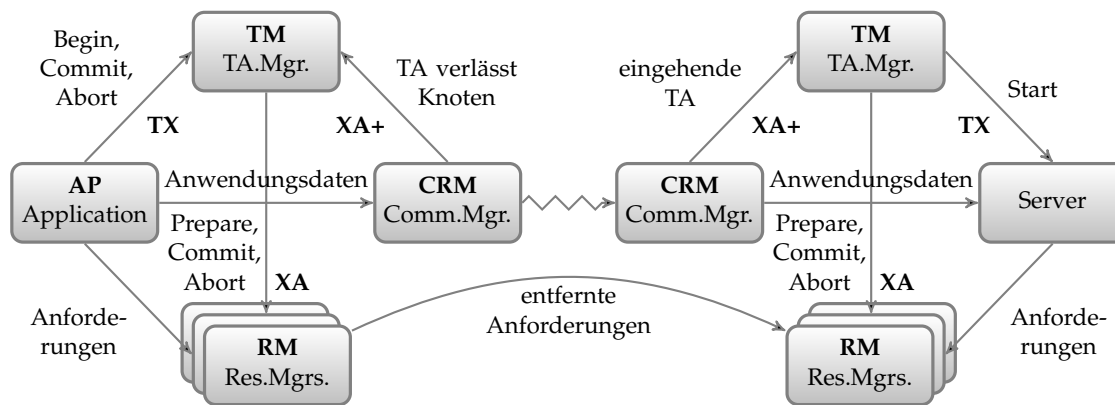 Begin,
Commit,
Abort
TM
TA.Mgr.
TA verlässt
Knoten
TX
XA+
AP
Application
Anwendungsdaten
CRM
Comm.Mgr.
Prepare,
Commit,
Abort
XA
Anforde-
rungen
RM
Res.Mgrs.
entfernte
Anforderungen
eingehende
TA
TM
TA.Mgr.
Start
XA+
TX
CRM
Comm.Mgr.
Anwendungsdaten
Server
Prepare,
Commit,
Abort
XA
Anforde-
rungen
RM
Res.Mgrs.